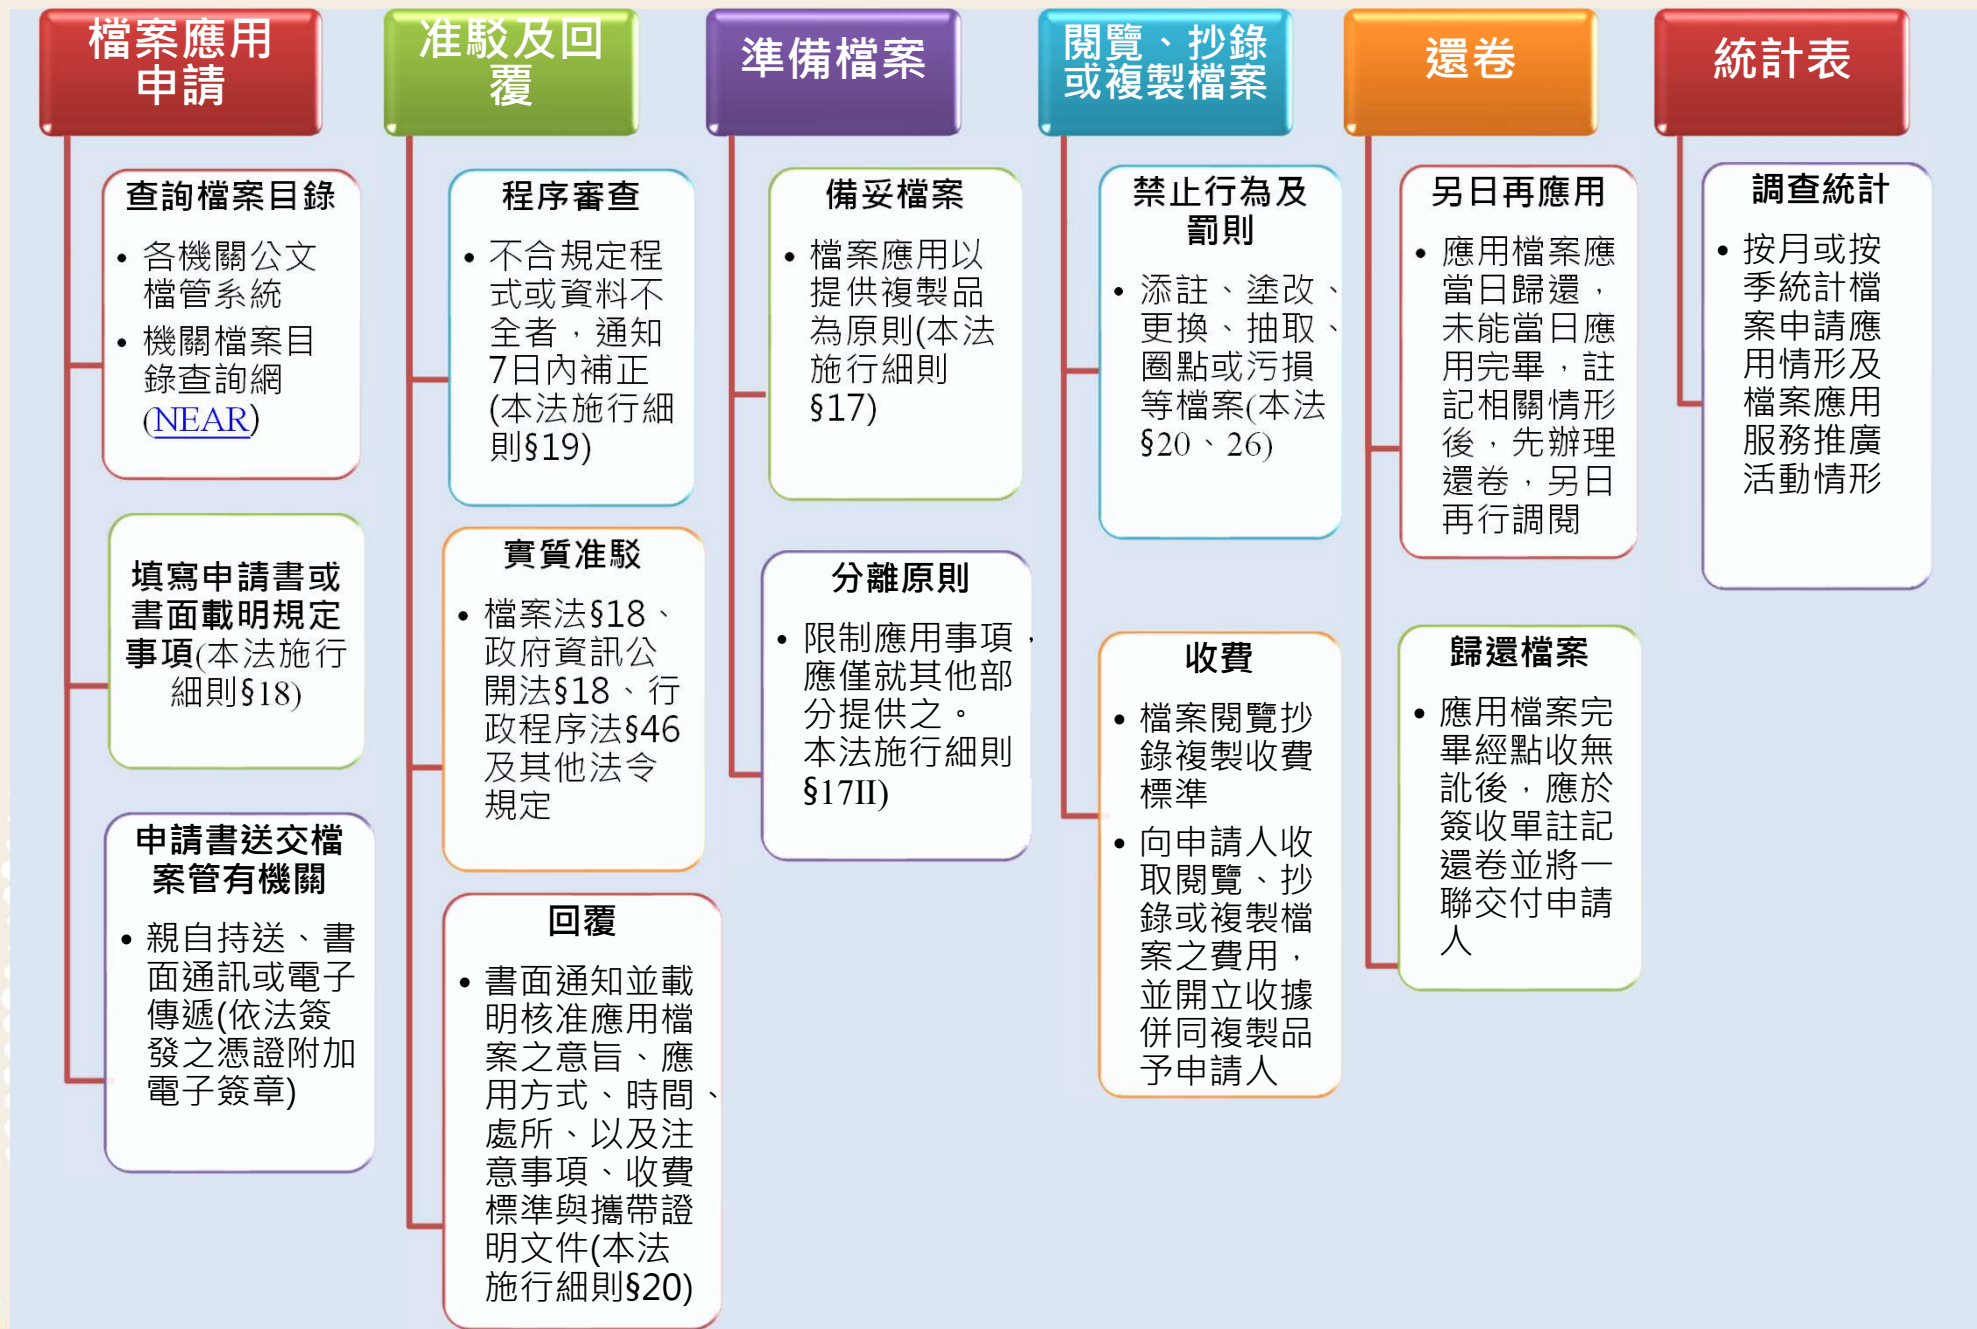 檔案應用
申請
查詢檔案目錄
• 各機關公文
檔管系統
• 機關檔案目
錄查詢網
(NEAR)
填寫申請書或
書面載明規定
事項(本法施行
細則§18)
申請書送交檔
案管有機關
• 親自持送、書
面通訊或電子
傳遞(依法簽
發之憑證附加
電子簽章)
准駁及回
覆
程序審查
• 不合規定程
式或資料不
全者，通知
7日內補正
(本法施行細
則§19)
實質准駁
• 檔案法§18、
政府資訊公
開法§18、行
政程序法§46
及其他法令
規定
回覆
• 書面通知並載
明核准應用檔
案之意旨、應
用方式、時間、
處所、以及注
意事項、收費
標準與攜帶證
明文件(本法
施行細則§20)
準備檔案
備妥檔案
• 檔案應用以
提供複製品
為原則(本法
施行細則
§17)
分離原則
• 限制應用事項，
應僅就其他部
分提供之。
本法施行細則
§17II)
閱覽、抄錄
或複製檔案
禁止行為及
罰則
• 添註、塗改、
更換、抽取、
圈點或污損
等檔案(本法
§20、26)
收費
• 檔案閱覽抄
錄複製收費
標準
• 向申請人收
取閱覽、抄
錄或複製檔
案之費用，
並開立收據
併同複製品
予申請人
還卷
另日再應用
• 應用檔案應
當日歸還，
未能當日應
用完畢，註
記相關情形
後，先辦理
還卷，另日
再行調閱
歸還檔案
• 應用檔案完
畢經點收無
訛後，應於
簽收單註記
還卷並將一
聯交付申請
人
統計表
調查統計
• 按月或按
季統計檔
案申請應
用情形及
檔案應用
服務推廣
活動情形